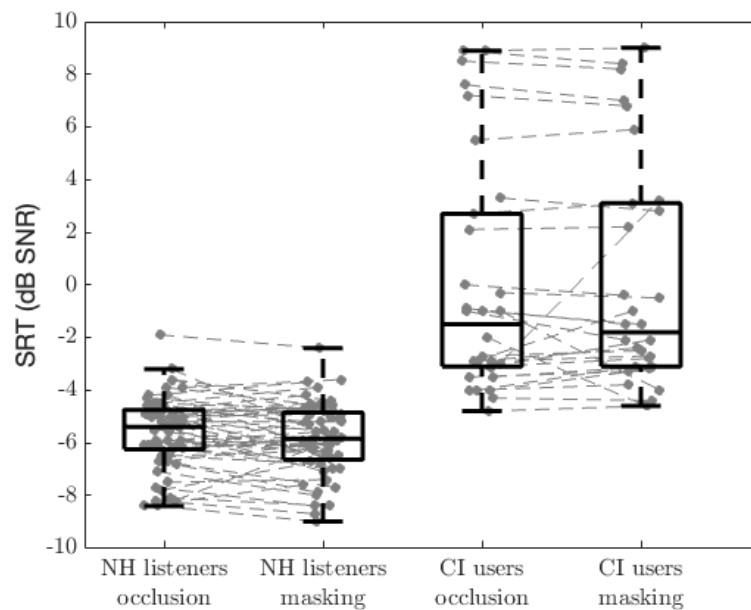 10
8
6
4
2
0
-2
-4
-6
-8
-10
SRT (dB SNR)
NH listeners occlusion
NH listeners masking
CI users occlusion
CI users masking